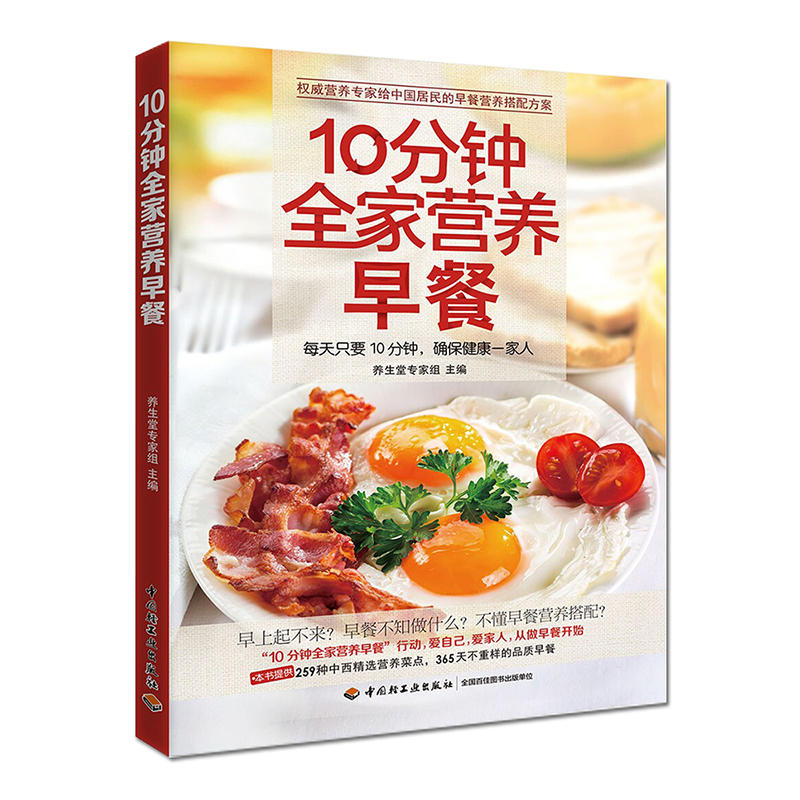 10分钟全家营养早餐
养生堂专家组 主编
中国轻工业出版社
权威营养专家给中国居民的早餐营养搭配方案
10分钟
全家营养
早餐
每天只要10分钟，确保健康一家人
养生堂专家组 主编
早上起不来？早餐不知做什么？不懂早餐营养搭配？
“10分钟全家营养早餐”行动，爱自己，爱家人，从做早餐开始
•本书提供 259种中西精选营养菜点，365天不重样的品质早餐
中国轻工业出版社 全国百佳图书出版单位